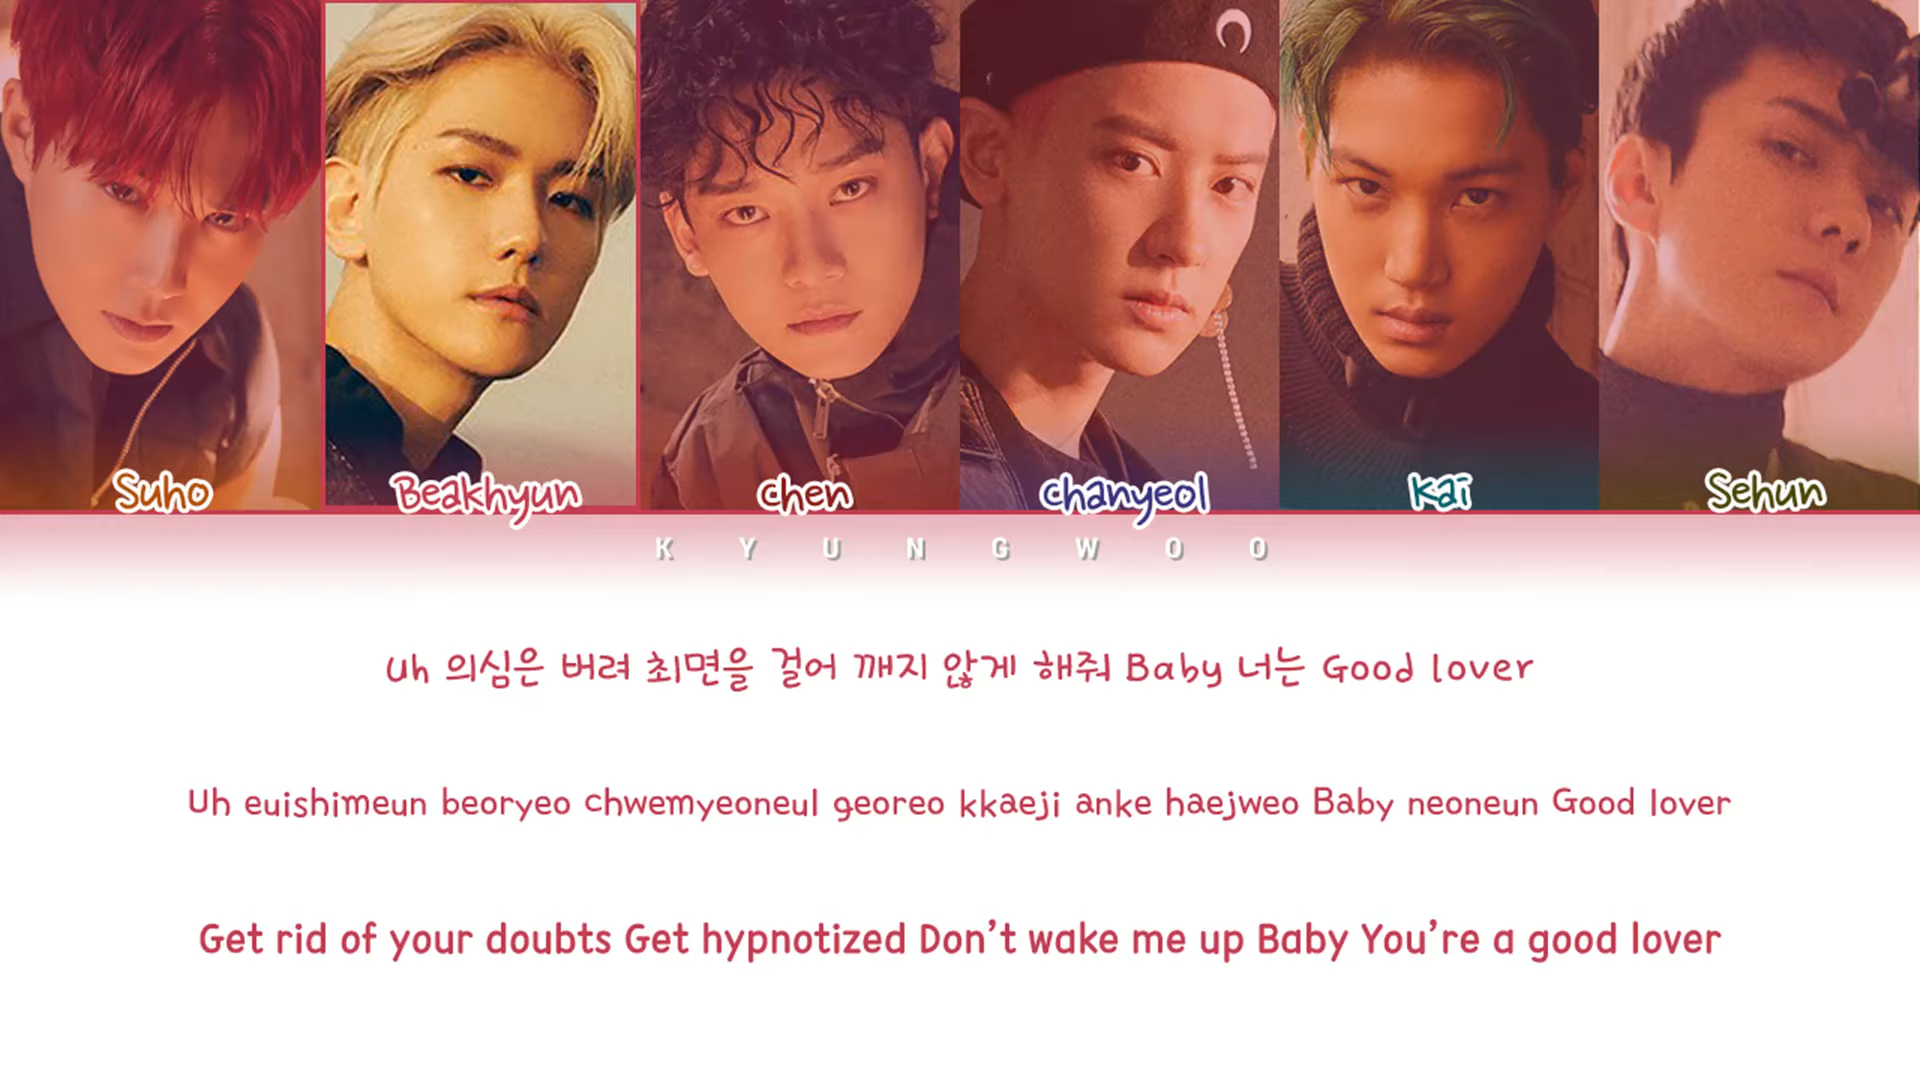 Suho Beakhyun chen chanyeol Kai Sehun
KYUNGWOO
Uh 의심은 버려 최면을 걸어 깨지 않게 해줘 Baby 너는 Good lover
Uh euishimeun beoryeo chwemyeoneul georeo kkaeji anke haejweo Baby neoneun Good lover
Get rid of your doubts Get hypnotized Don't wake me up Baby You're a good lover